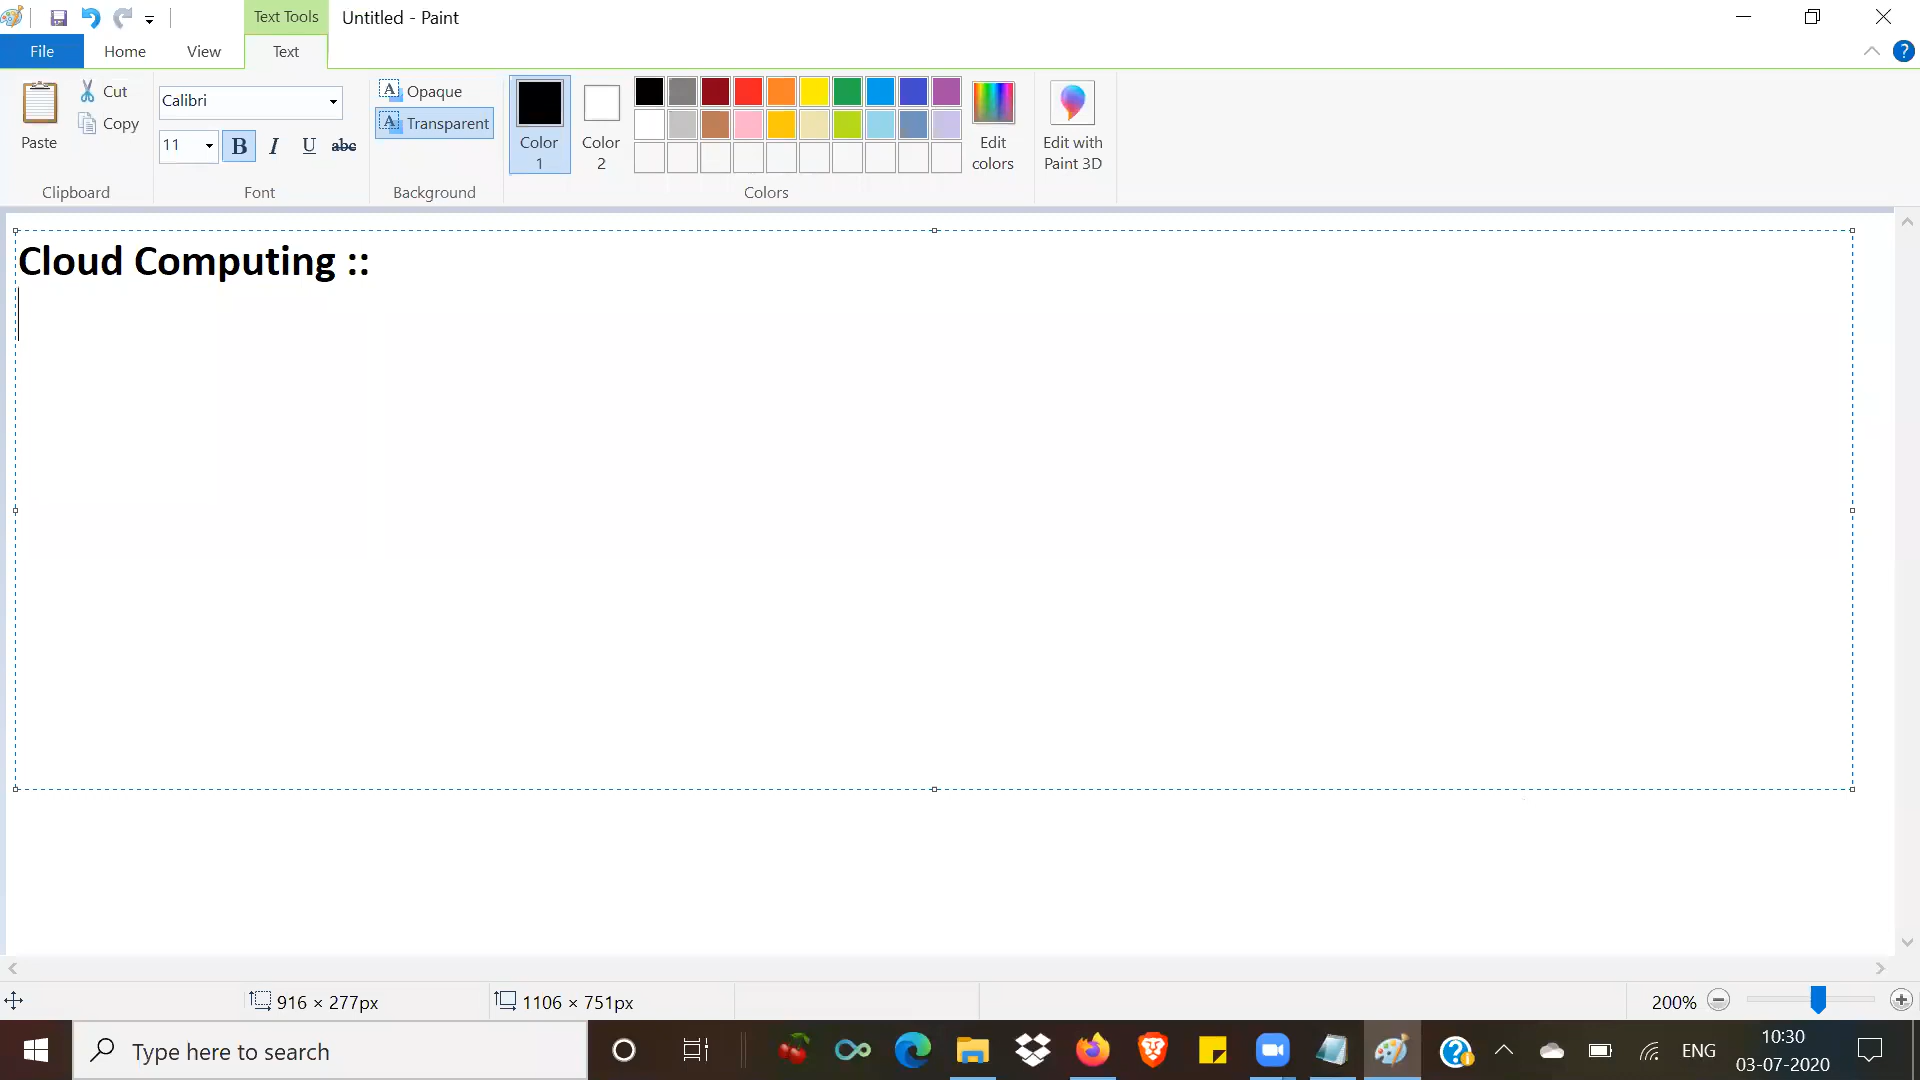 Text Tools
Untitled - Paint
File
Home
View
Text
?
Paste
Cut
Copy
Clipboard
Calibri
11
B
I
U
abc
Font
A Opaque
A Transparent
Background
Color 1
Color 2
Edit colors
Colors
Edit with Paint 3D
Cloud Computing ::
916 × 277px
1106 × 751px
200%
Type here to search
ENG
10:30
03-07-2020